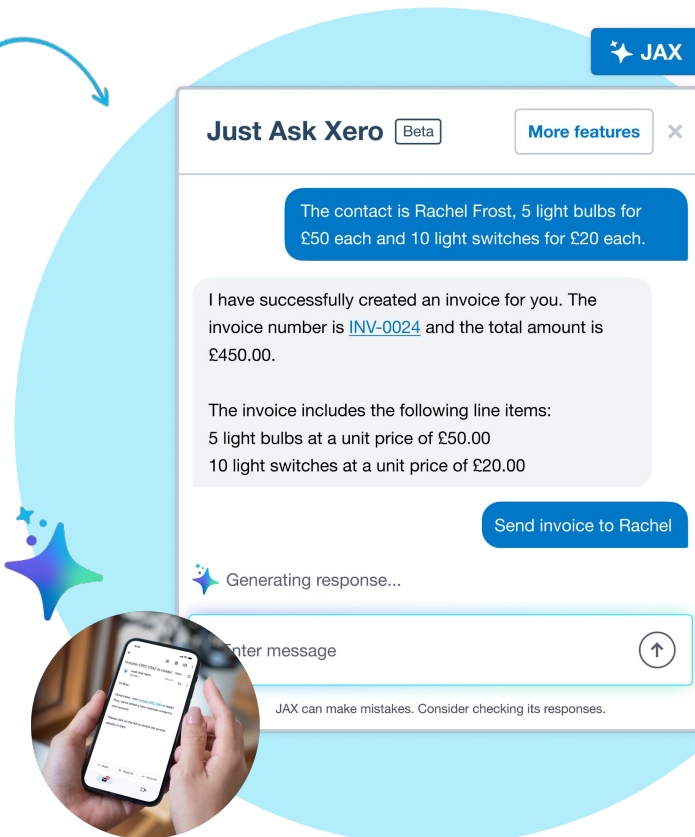 JAX
Just Ask Xero Beta More features
The contact is Rachel Frost, 5 light bulbs for
£50 each and 10 light switches for £20 each.
I have successfully created an invoice for you. The
invoice number is INV-0024 and the total amount is
£450.00.
The invoice includes the following line items:
5 light bulbs at a unit price of £50.00
10 light switches at a unit price of £20.00
Send invoice to Rachel
Generating response...
Enter message
JAX can make mistakes. Consider checking its responses.